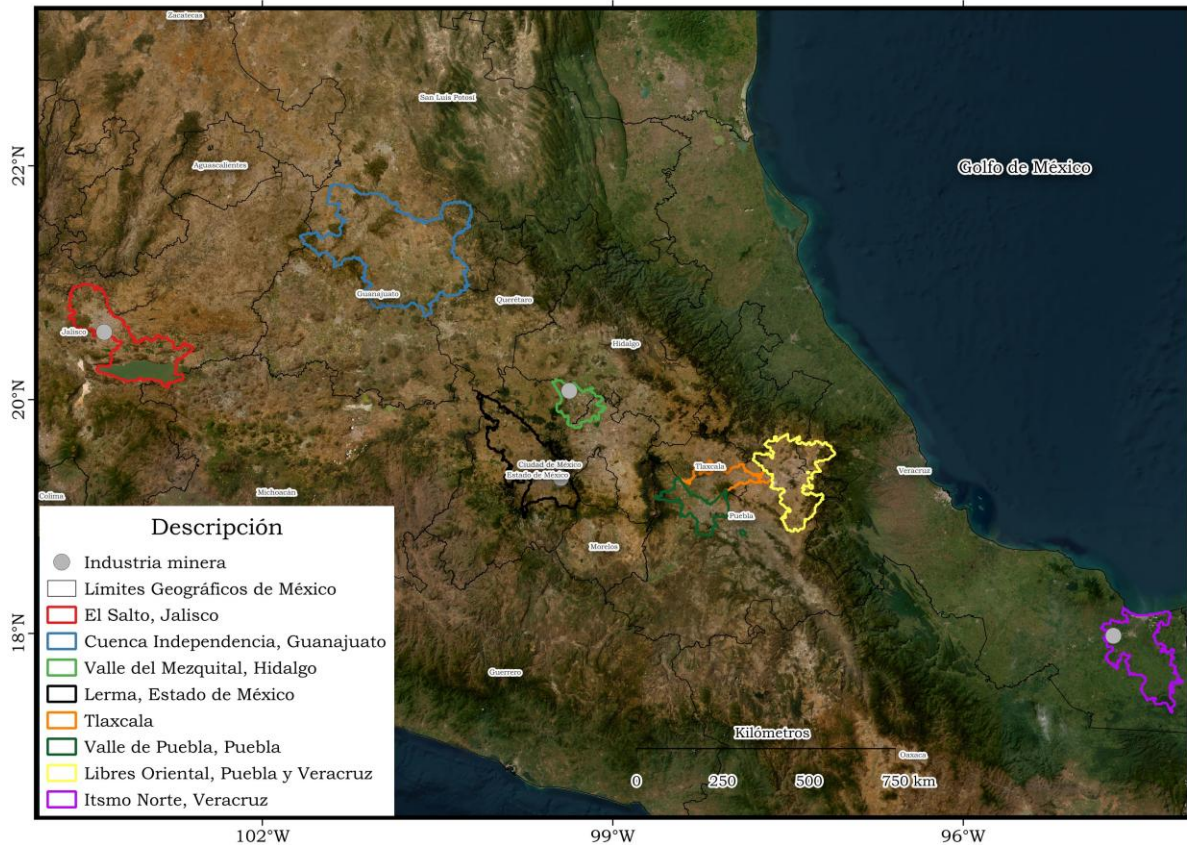 Zacatecas
San Luis Potosí
Aguascalientes
22°N
Golfo de México
Guanajuato
Querétaro
Jalisco
Hidalgo
20°N
Ciudad de México
Estado de México
Tlaxcala
Veracruz
Colima
Michoacán
Puebla
Morelos
18°N
Guerrero
Oaxaca
Descripción
Industria minera
Límites Geográficos de México
El Salto, Jalisco
Cuenca Independencia, Guanajuato
Valle del Mezquital, Hidalgo
Lerma, Estado de México
Tlaxcala
Valle de Puebla, Puebla
Libres Oriental, Puebla y Veracruz
Itsmo Norte, Veracruz
Kilómetros
0 250 500 750 km
102°W 99°W 96°W